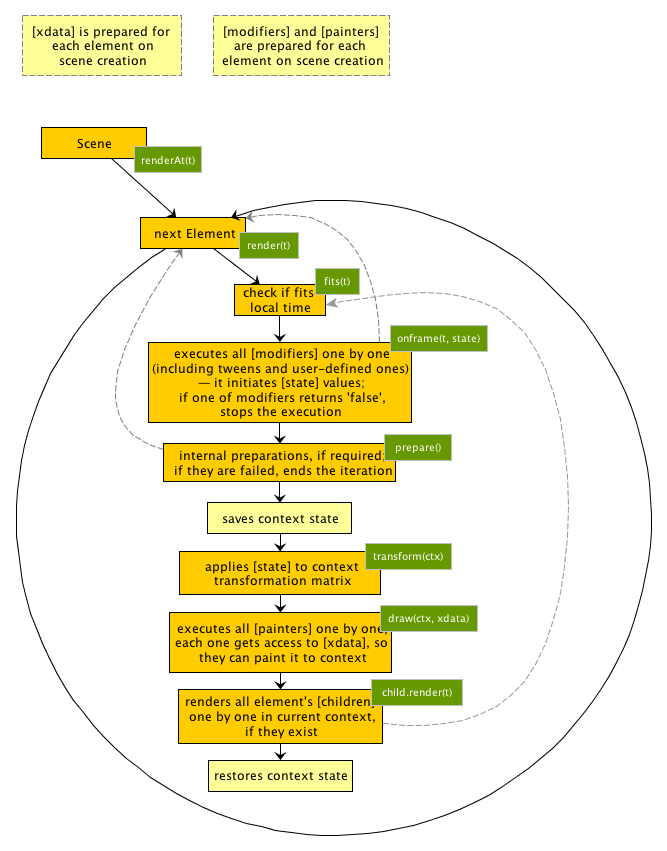 [xdata] is prepared for
each element on
scene creation
[modifiers] and [painters]
are prepared for each
element on scene creation
Scene
renderAt(t)
next Element
render(t)
fits(t)
check if fits
local time
onframe(t, state)
executes all [modifiers] one by one
(including tweens and user-defined ones)
— it initiates [state] values;
if one of modifiers returns 'false',
stops the execution
prepare()
internal preparations, if required;
if they are failed, ends the iteration
saves context state
transform(ctx)
applies [state] to context
transformation matrix
draw(ctx, xdata)
executes all [painters] one by one,
each one gets access to [xdata], so
they can paint it to context
child.render(t)
renders all element's [children]
one by one in current context,
if they exist
restores context state